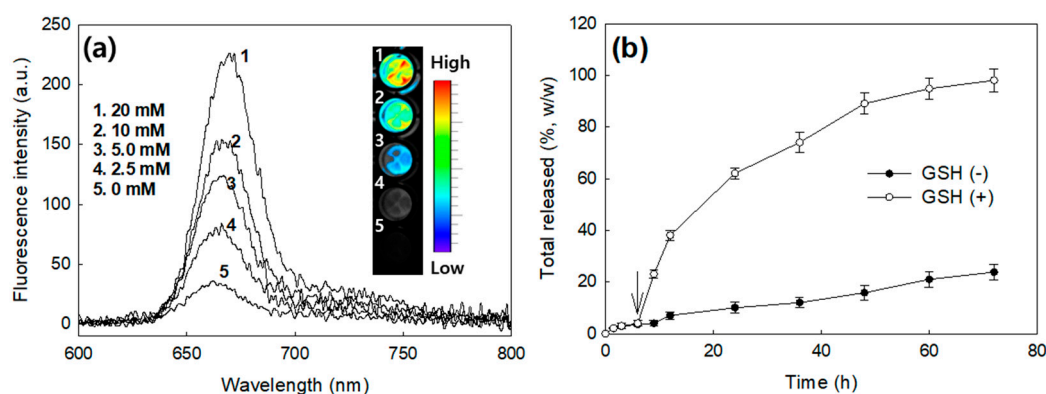 (a)
Fluorescence intensity (a.u.)
250
200
150
100
50
0
1. 20 mM
2. 10 mM
3. 5.0 mM
4. 2.5 mM
5. 0 mM
1
2
3
4
5
1
2
3
4
5
High
Low
600
650
700
750
800
Wavelength (nm)
(b)
Total released (%, w/w)
120
100
80
60
40
20
0
GSH (-)
GSH (+)
0
20
40
60
80
Time (h)